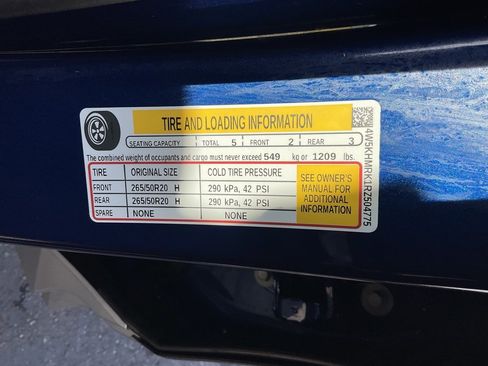 TIRE AND LOADING INFORMATION
SEATING CAPACITY TOTAL 5 FRONT 2 REAR 3
The combined weight of occupants and cargo must never exceed 549 kg or 1209 lbs.
TIRE ORIGINAL SIZE COLD TIRE PRESSURE
FRONT 265/50R20 H 290 kPa, 42 PSI
REAR 265/50R20 H 290 kPa, 42 PSI
SPARE NONE NONE
SEE OWNER'S
MANUAL FOR
ADDITIONAL
INFORMATION
4W5KHMRK1RZ504775